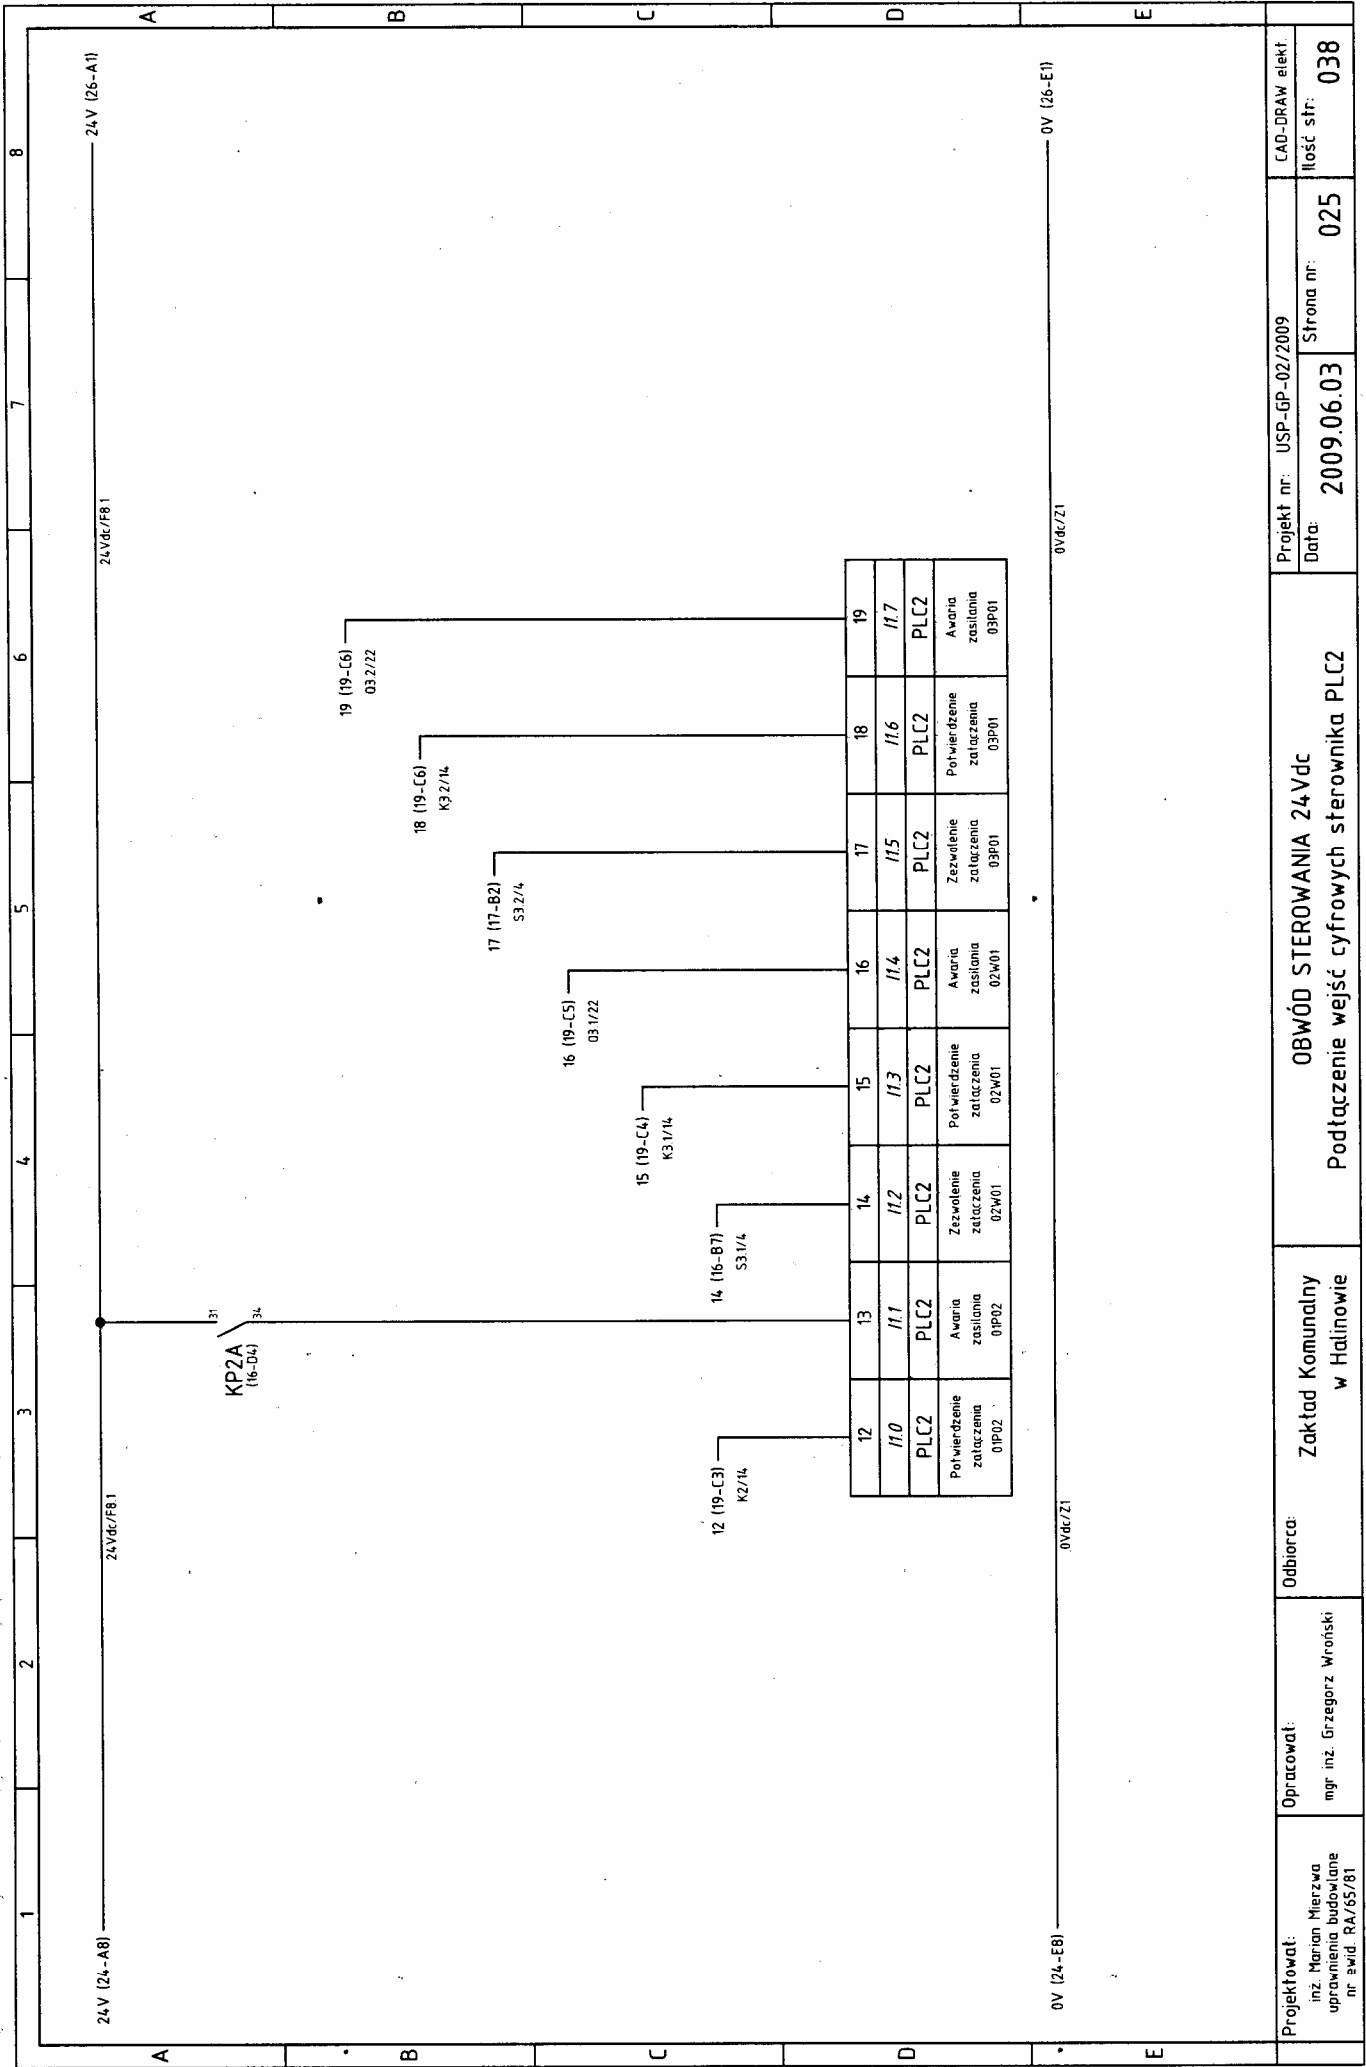 1 2 3 4 5 6 7 8
A A
B B
C C
D D
E E
24V (24-A8)
24V (26-A1)
24Vdc/F8.1
24Vdc/F8.1
31
34
KP2A
(16-D4)
12 (19-C3)
K2/14
14 (16-B7)
S3.1/4
15 (19-C4)
K3.1/14
16 (19-C5)
Q3.1/22
17 (17-B2)
S3.2/4
18 (19-C6)
K3.2/14
19 (19-C6)
Q3.2/22
12 13 14 15 16 17 18 19
I1.0 I1.1 I1.2 I1.3 I1.4 I1.5 I1.6 I1.7
PLC2 PLC2 PLC2 PLC2 PLC2 PLC2 PLC2 PLC2
Potwierdzenie Awaria Zezwolenie Potwierdzenie Awaria Zezwolenie Potwierdzenie Awaria
załączenia zasilania załączenia załączenia zasilania załączenia załączenia zasilania
01P02 01P02 02W01 02W01 02W01 03P01 03P01 03P01
0V (24-E8)
0V (26-E1)
0Vdc/Z1
0Vdc/Z1
Projektował:
inż. Marian Mierzwa
uprawnienia budowlane
nr ewid. RA/65/81
Opracował:
mgr inż. Grzegorz Wroński
Odbiorca:
Zakład Komunalny
w Halinowie
OBWÓD STEROWANIA 24Vdc
Podłączenie wejść cyfrowych sterownika PLC2
Projekt nr: USP-GP-02/2009
CAD-DRAW elekt.
Data: 2009.06.03
Strona nr: 025
Ilość str: 038